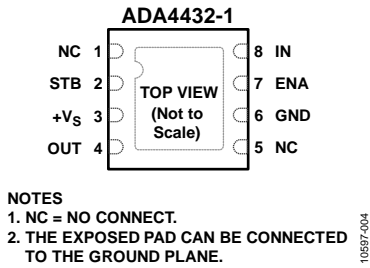 ADA4432-1
NC 1
8 IN
STB 2
7 ENA
+VS 3
6 GND
OUT 4
5 NC
TOP VIEW
(Not to
Scale)
NOTES
1. NC = NO CONNECT.
2. THE EXPOSED PAD CAN BE CONNECTED
TO THE GROUND PLANE.
10597-004